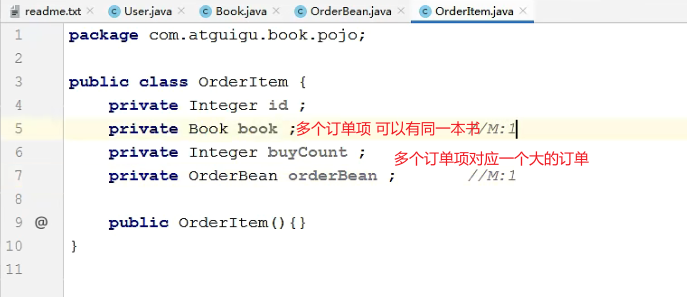 readme.txt × User.java × Book.java × OrderBean.java × OrderItem.java ×
1 package com.atguigu.book.pojo;
2
3 public class OrderItem {
4 private Integer id ;
5 private Book book ;多个订单项 可以有同一本书/M:1
6 private Integer buyCount ;
多个订单项对应一个大的订单
7 private OrderBean orderBean ; //M:1
8
9 @ public OrderItem(){}
10 }
11